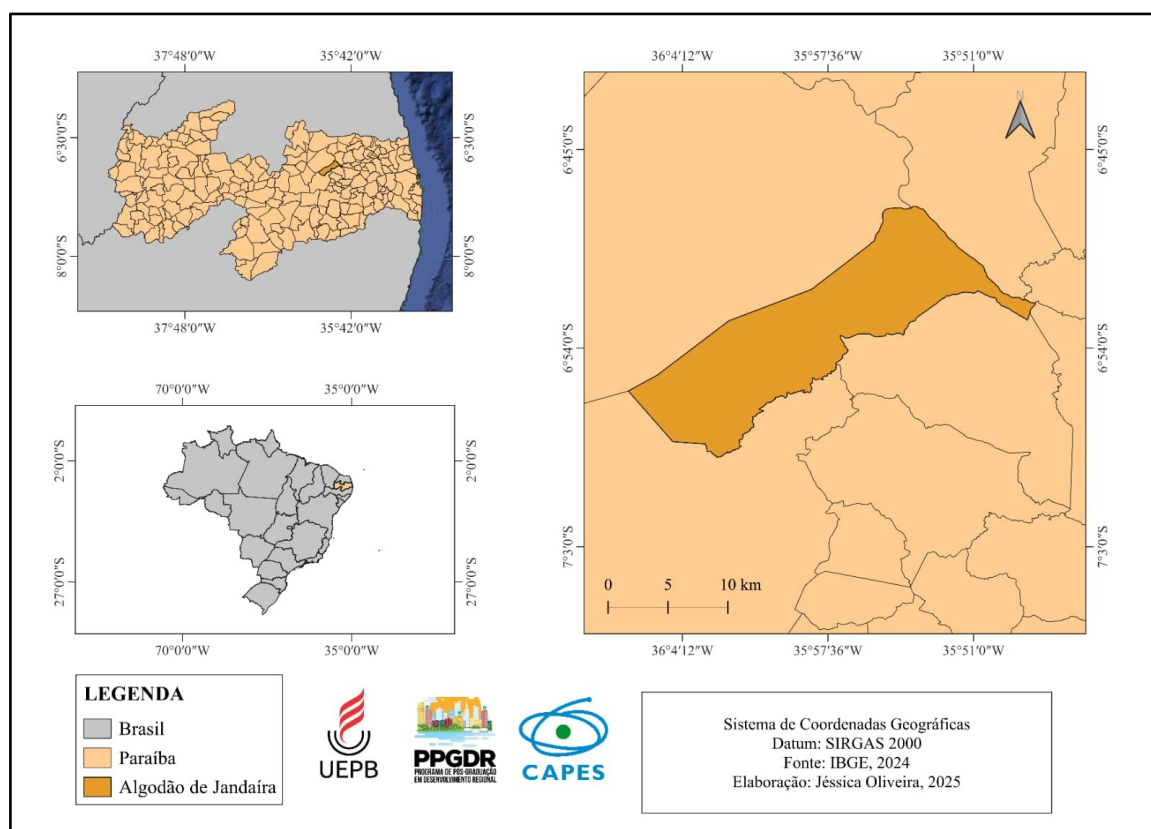 37°48'0"W
35°42'0"W
6°30'0"S
8°0'0"S
6°30'0"S
8°0'0"S
37°48'0"W
35°42'0"W
70°0'0"W
35°0'0"W
2°0'0"S
27°0'0"S
2°0'0"S
27°0'0"S
70°0'0"W
35°0'0"W
36°4'12"W
35°57'36"W
35°51'0"W
N
6°45'0"S
6°54'0"S
7°3'0"S
6°45'0"S
6°54'0"S
7°3'0"S
0 5 10 km
36°4'12"W
35°57'36"W
35°51'0"W
LEGENDA
Brasil
Paraíba
Algodão de Jandaíra
UEPB
PPGDR
PROGRAMA DE PÓS-GRADUAÇÃO
EM DESENVOLVIMENTO REGIONAL
CAPES
Sistema de Coordenadas Geográficas
Datum: SIRGAS 2000
Fonte: IBGE, 2024
Elaboração: Jéssica Oliveira, 2025